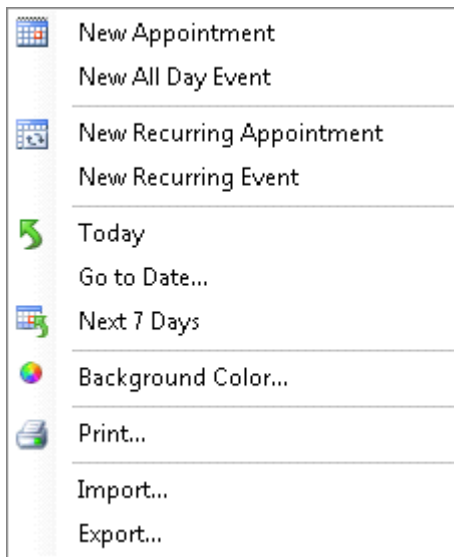 New Appointment
New All Day Event
New Recurring Appointment
New Recurring Event
Today
Go to Date...
Next 7 Days
Background Color...
Print...
Import...
Export...